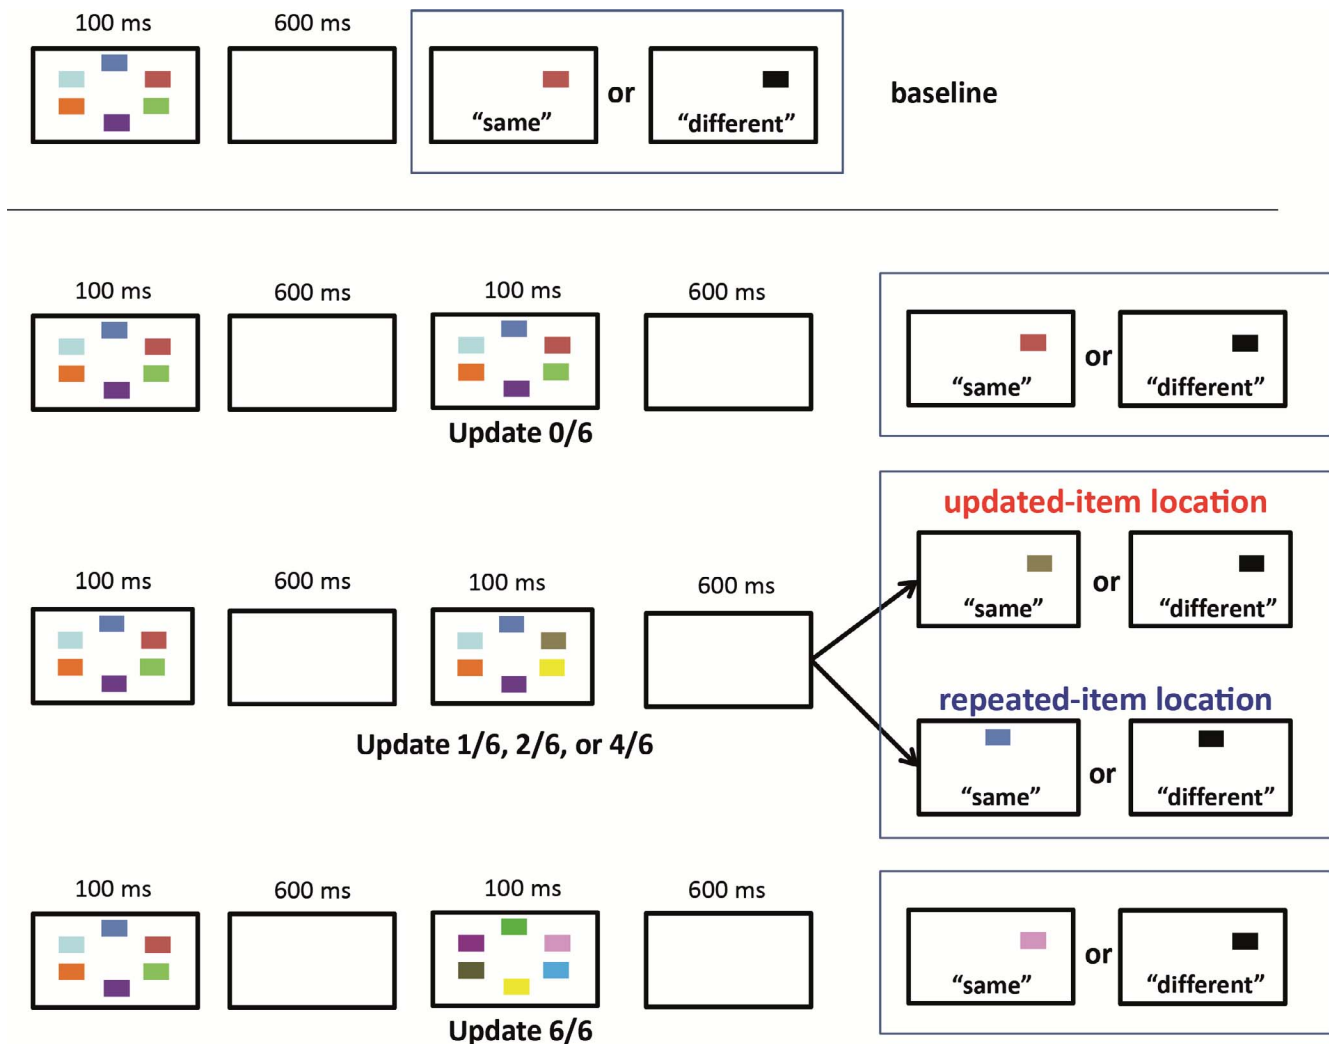 100 ms 600 ms
"same" or "different" baseline
100 ms 600 ms 100 ms 600 ms
"same" or "different"
Update 0/6
updated-item location
100 ms 600 ms 100 ms 600 ms
"same" or "different"
repeated-item location
Update 1/6, 2/6, or 4/6
"same" or "different"
100 ms 600 ms 100 ms 600 ms
"same" or "different"
Update 6/6